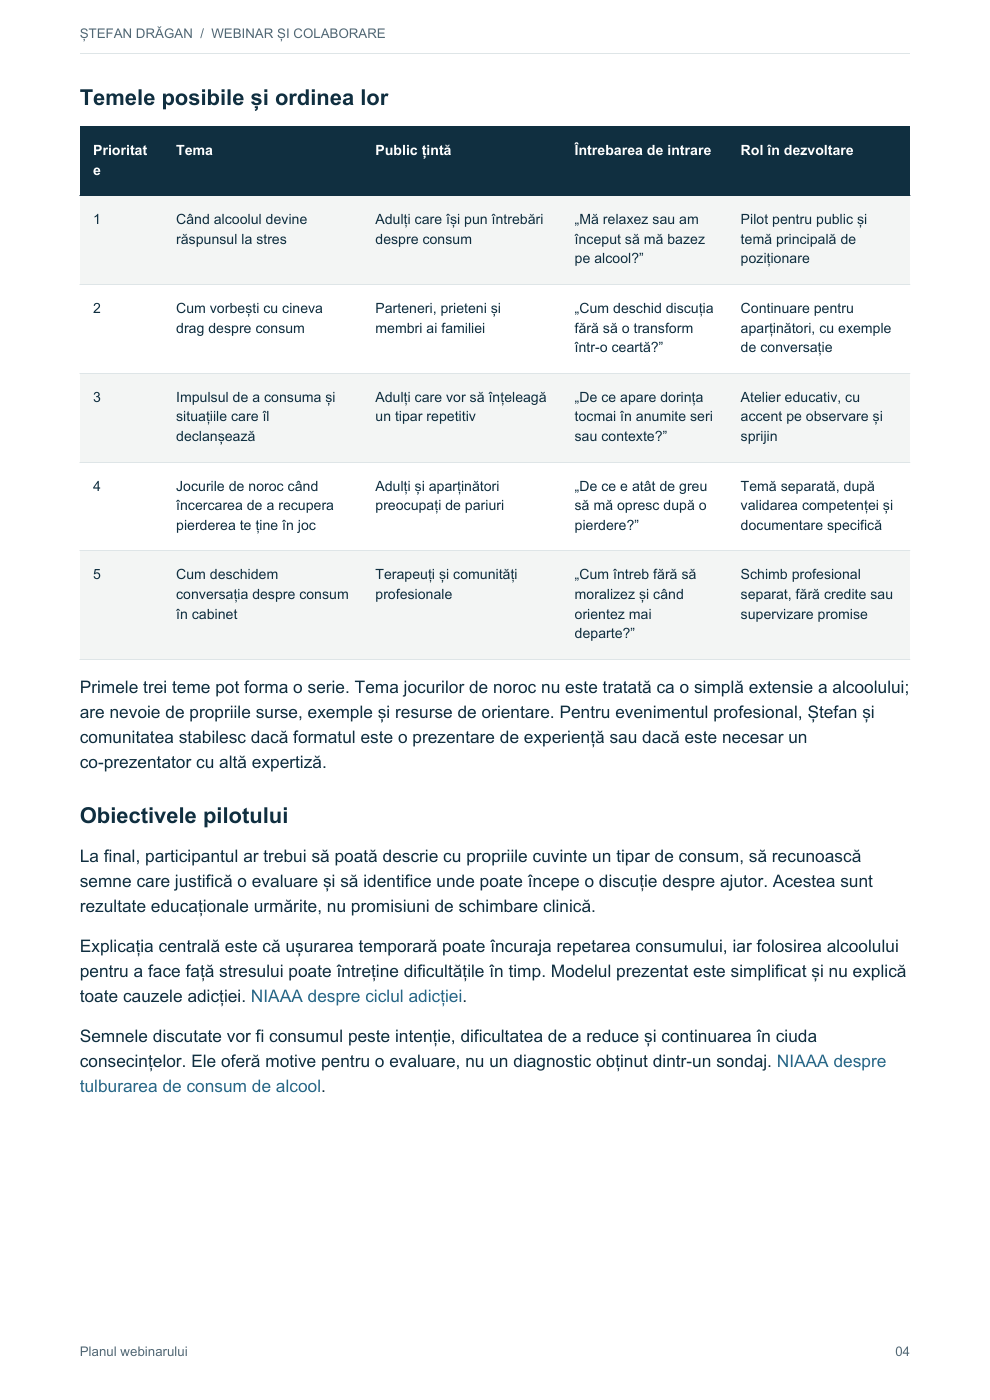 ȘTEFAN DRĂGAN / WEBINAR ȘI COLABORARE
Temele posibile și ordinea lor
Prioritat
e
Tema
Public țintă
Întrebarea de intrare
Rol în dezvoltare
1
Când alcoolul devine
răspunsul la stres
Adulți care își pun întrebări
despre consum
„Mă relaxez sau am
început să mă bazez
pe alcool?”
Pilot pentru public și
temă principală de
poziționare
2
Cum vorbești cu cineva
drag despre consum
Parteneri, prieteni și
membri ai familiei
„Cum deschid discuția
fără să o transform
într-o ceartă?”
Continuare pentru
aparținători, cu exemple
de conversație
3
Impulsul de a consuma și
situațiile care îl
declanșează
Adulți care vor să înțeleagă
un tipar repetitiv
„De ce apare dorința
tocmai în anumite seri
sau contexte?”
Atelier educativ, cu
accent pe observare și
sprijin
4
Jocurile de noroc când
încercarea de a recupera
pierderea te ține în joc
Adulți și aparținători
preocupați de pariuri
„De ce e atât de greu
să mă opresc după o
pierdere?”
Temă separată, după
validarea competenței și
documentare specifică
5
Cum deschidem
conversația despre consum
în cabinet
Terapeuți și comunități
profesionale
„Cum întreb fără să
moralizez și când
orientez mai
departe?”
Schimb profesional
separat, fără credite sau
supervizare promise
Primele trei teme pot forma o serie. Tema jocurilor de noroc nu este tratată ca o simplă extensie a alcoolului;
are nevoie de propriile surse, exemple și resurse de orientare. Pentru evenimentul profesional, Ștefan și
comunitatea stabilesc dacă formatul este o prezentare de experiență sau dacă este necesar un
co-prezentator cu altă expertiză.
Obiectivele pilotului
La final, participantul ar trebui să poată descrie cu propriile cuvinte un tipar de consum, să recunoască
semne care justifică o evaluare și să identifice unde poate începe o discuție despre ajutor. Acestea sunt
rezultate educaționale urmărite, nu promisiuni de schimbare clinică.
Explicația centrală este că ușurarea temporară poate încuraja repetarea consumului, iar folosirea alcoolului
pentru a face față stresului poate întreține dificultățile în timp. Modelul prezentat este simplificat și nu explică
toate cauzele adicției. NIAAA despre ciclul adicției.
Semnele discutate vor fi consumul peste intenție, dificultatea de a reduce și continuarea în ciuda
consecințelor. Ele oferă motive pentru o evaluare, nu un diagnostic obținut dintr-un sondaj. NIAAA despre
tulburarea de consum de alcool.
Planul webinarului
04